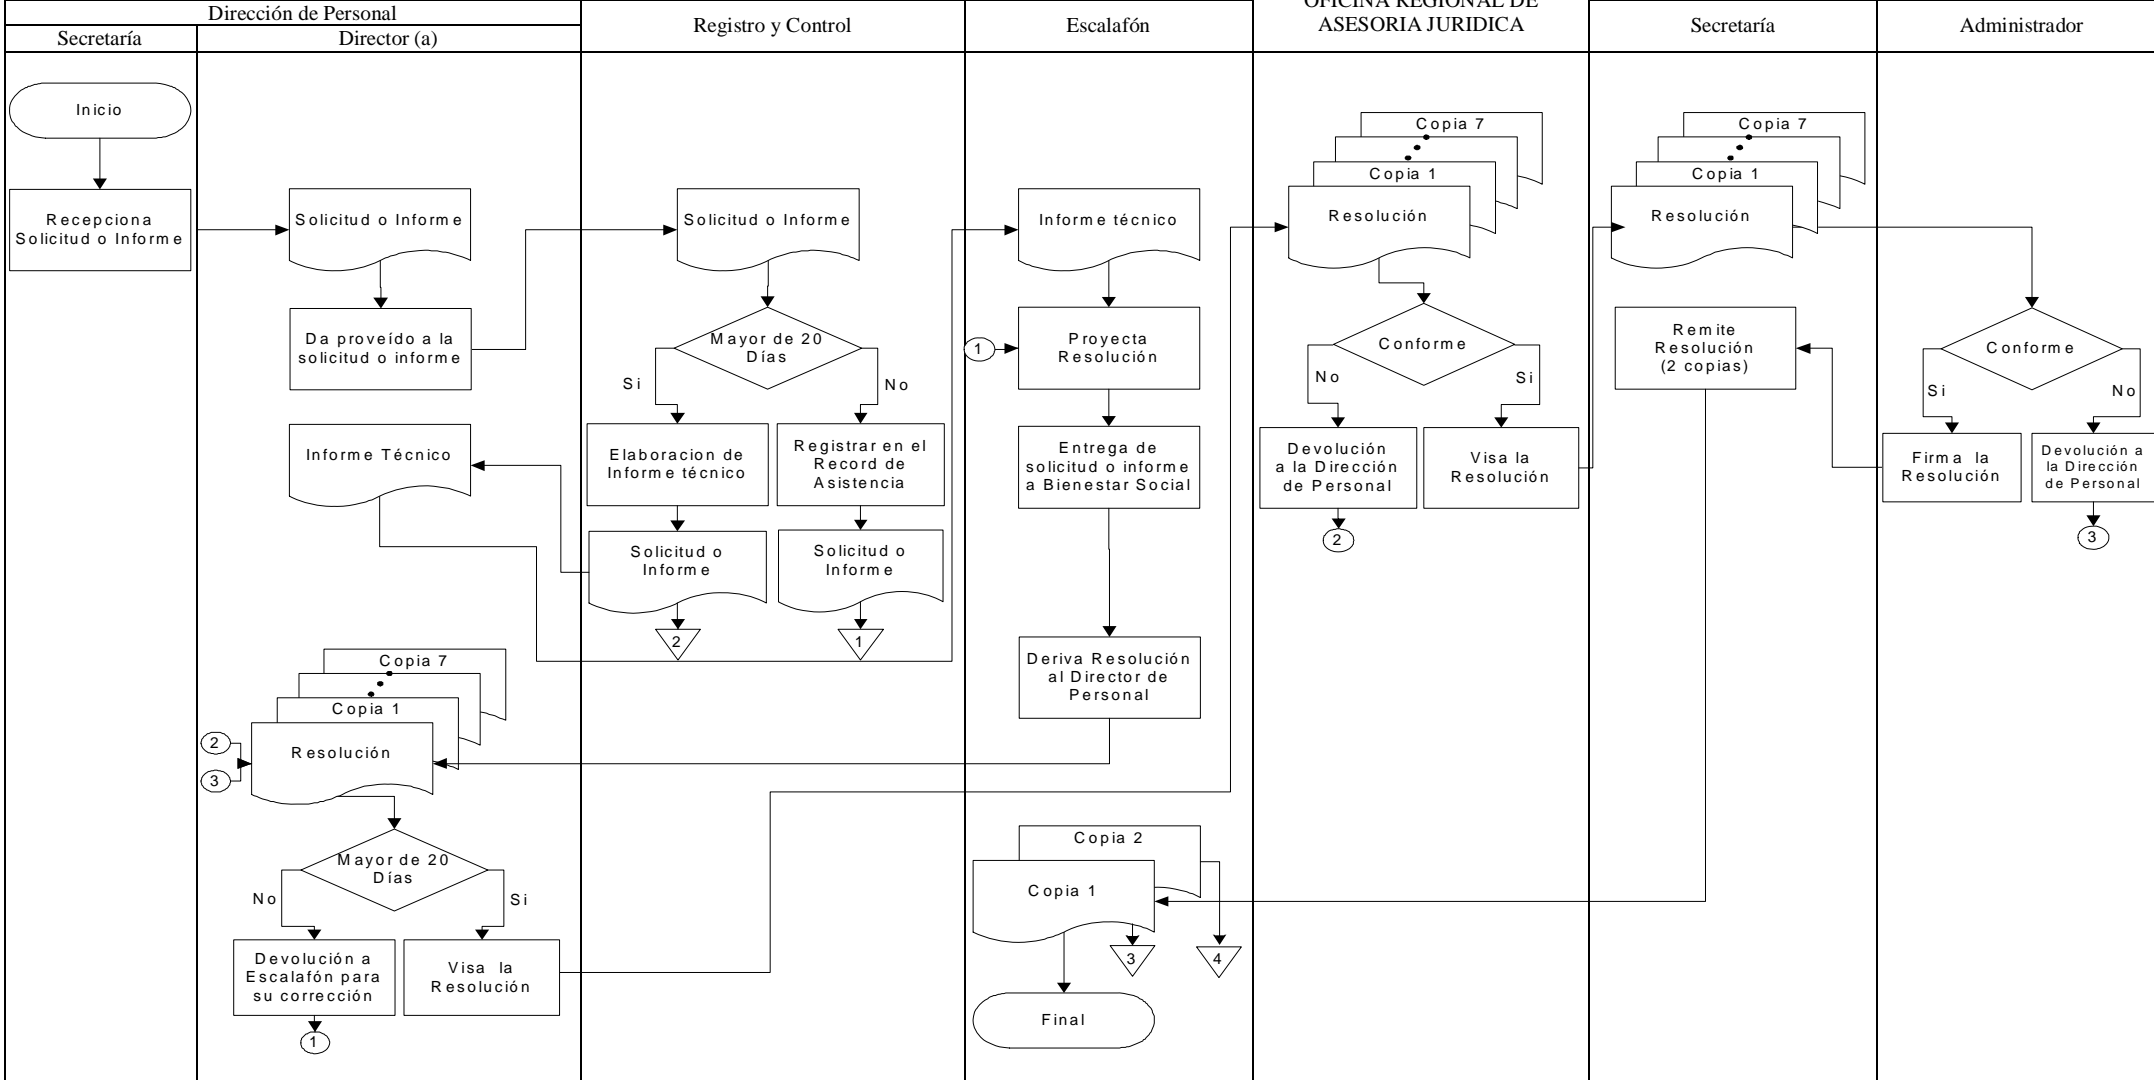 Dirección de Personal
Secretaría
Director (a)
Registro y Control
Escalafón
OFICINA REGIONAL DE
ASESORIA JURIDICA
Secretaría
Administrador
Inicio
Recepciona
Solicitud o Informe
Solicitud o Informe
Da proveído a la
solicitud o informe
Informe Técnico
Copia 7
Copia 1
Resolución
2
3
Mayor de 20
Días
No
Si
Devolución a
Escalafón para
su corrección
Visa la
Resolución
1
Solicitud o Informe
Mayor de 20
Días
Si
No
Elaboracion de
Informe técnico
Registrar en el
Record de
Asistencia
Solicitud o
Informe
Solicitud o
Informe
2
1
Informe técnico
1
Proyecta
Resolución
Entrega de
solicitud o informe
a Bienestar Social
Deriva Resolución
al Director de
Personal
Copia 2
Copia 1
3
4
Final
Copia 7
Copia 1
Resolución
Conforme
No
Si
Devolución
a la Dirección
de Personal
Visa la
Resolución
2
Copia 7
Copia 1
Resolución
Remite
Resolución
(2 copias)
Conforme
Si
No
Firma la
Resolución
Devolución a
la Dirección
de Personal
3